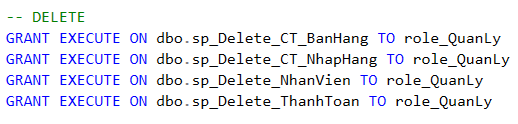 -- DELETE
GRANT EXECUTE ON dbo.sp_Delete_CT_BanHang TO role_QuanLy
GRANT EXECUTE ON dbo.sp_Delete_CT_NhapHang TO role_QuanLy
GRANT EXECUTE ON dbo.sp_Delete_NhanVien TO role_QuanLy
GRANT EXECUTE ON dbo.sp_Delete_ThanhToan TO role_QuanLy